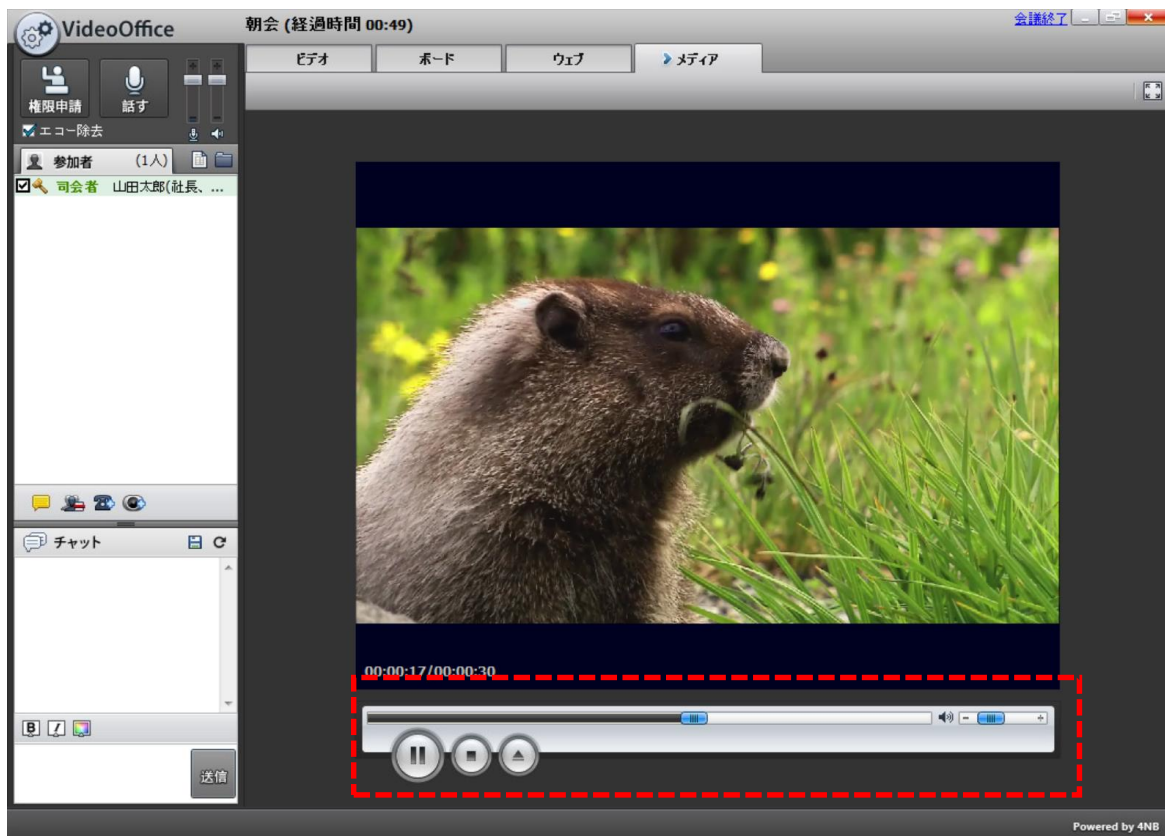 VideoOffice
朝会 (経過時間 00:49)
会議終了
ビデオ
ボード
ウェブ
メディア
権限申請
話す
エコー除去
参加者 (1人)
司会者 山田太郎(社長、...
チャット
00:00:17/00:00:30
B I
送信
Powered by 4NB